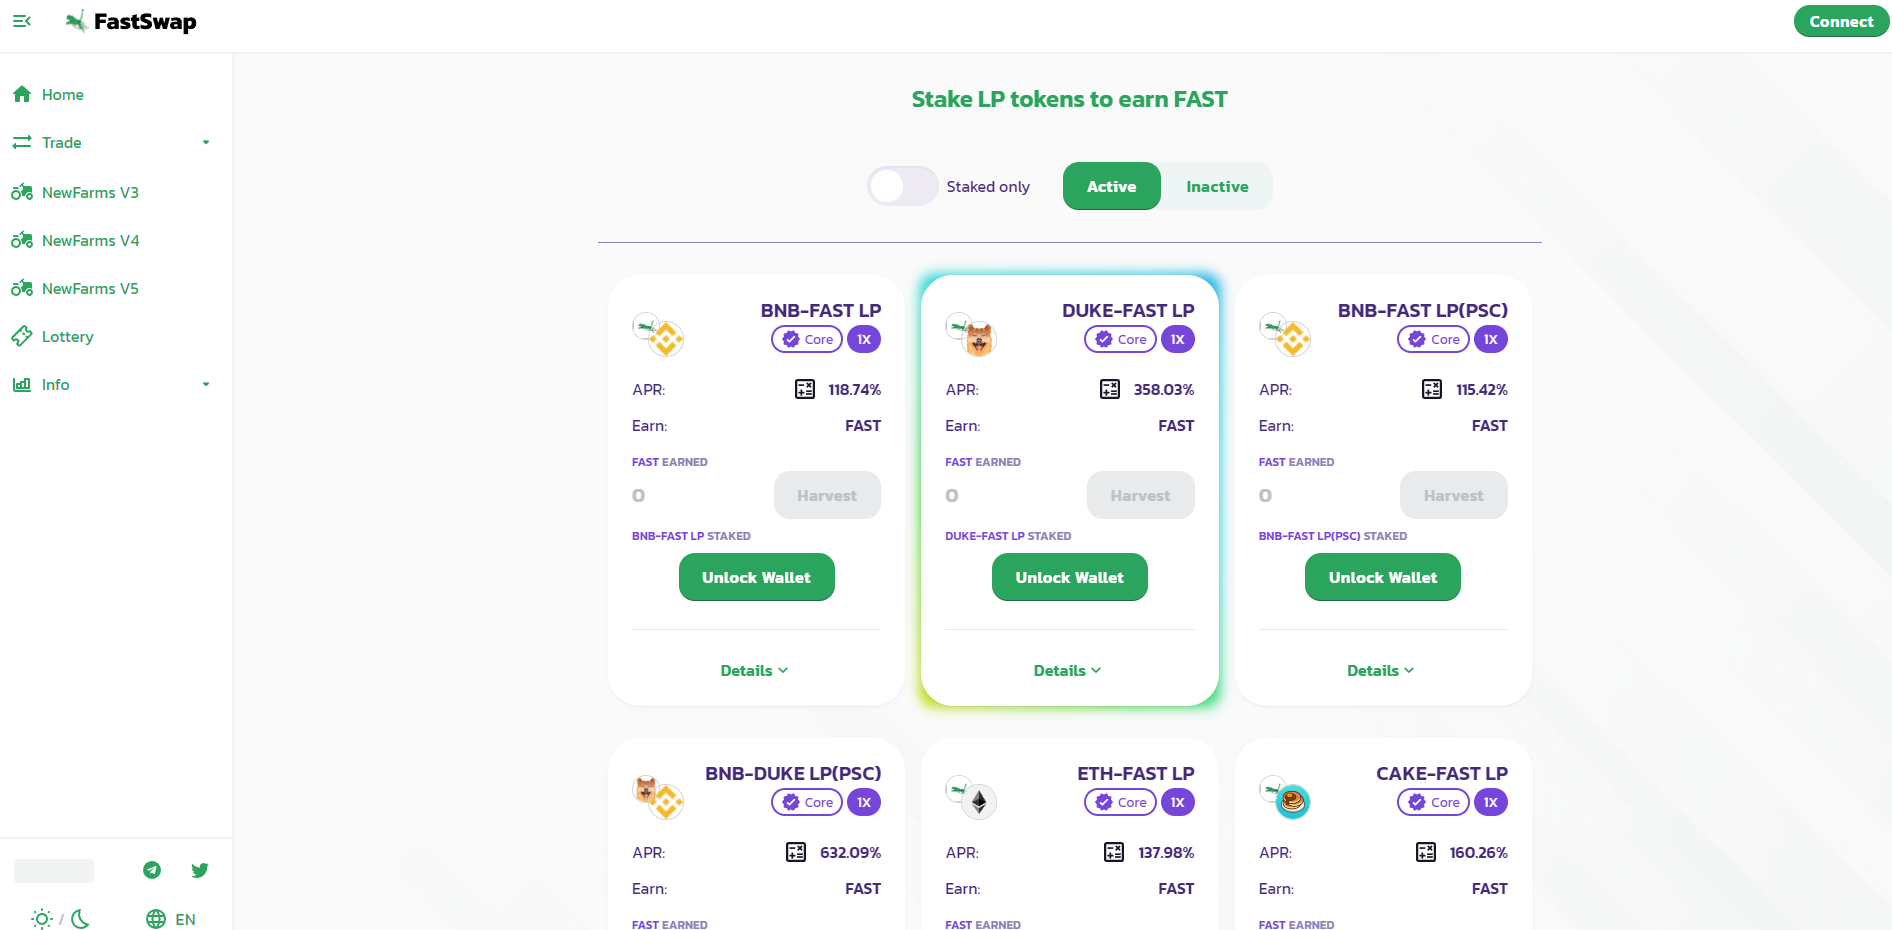 FastSwap
Connect
Home
Trade
NewFarms V3
NewFarms V4
NewFarms V5
Lottery
Info
/
EN
Stake LP tokens to earn FAST
Staked only
Active
Inactive
BNB-FAST LP
Core
1X
APR:
118.74%
Earn:
FAST
FAST EARNED
0
Harvest
BNB-FAST LP STAKED
Unlock Wallet
Details
DUKE-FAST LP
Core
1X
APR:
358.03%
Earn:
FAST
FAST EARNED
0
Harvest
DUKE-FAST LP STAKED
Unlock Wallet
Details
BNB-FAST LP(PSC)
Core
1X
APR:
115.42%
Earn:
FAST
FAST EARNED
0
Harvest
BNB-FAST LP(PSC) STAKED
Unlock Wallet
Details
BNB-DUKE LP(PSC)
Core
1X
APR:
632.09%
Earn:
FAST
FAST EARNED
ETH-FAST LP
Core
1X
APR:
137.98%
Earn:
FAST
FAST EARNED
CAKE-FAST LP
Core
1X
APR:
160.26%
Earn:
FAST
FAST EARNED